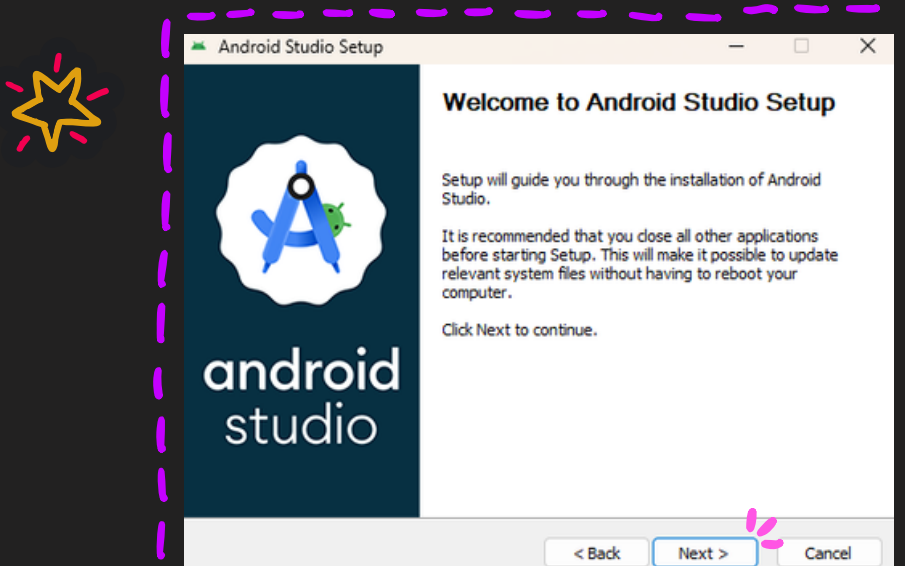 Android Studio Setup
Welcome to Android Studio Setup
Setup will guide you through the installation of Android
Studio.
It is recommended that you close all other applications
before starting Setup. This will make it possible to update
relevant system files without having to reboot your
computer.
Click Next to continue.
android
studio
< Back
Next >
Cancel